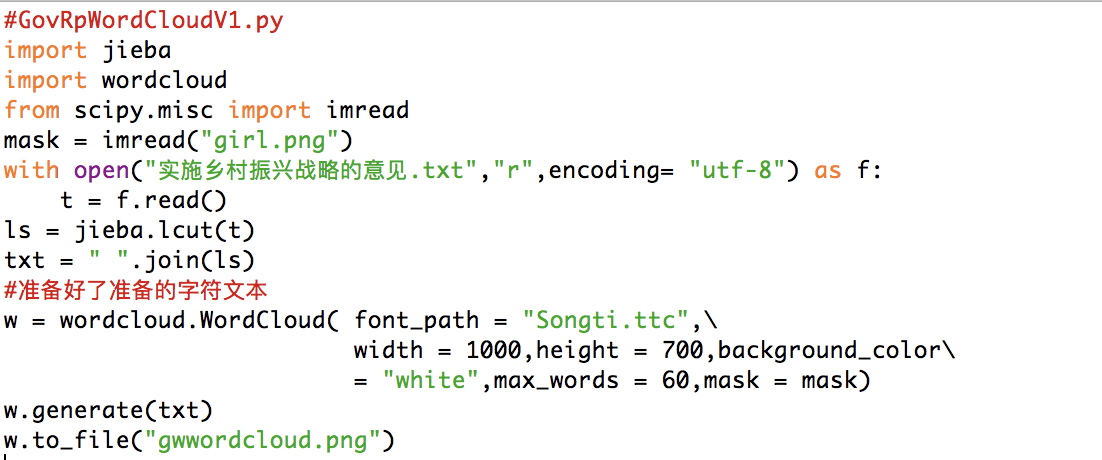 #GovRpWordCloudV1.py
import jieba
import wordcloud
from scipy.misc import imread
mask = imread("girl.png")
with open("实施乡村振兴战略的意见.txt","r",encoding= "utf-8") as f:
    t = f.read()
ls = jieba.lcut(t)
txt = " ".join(ls)
#准备好了准备的字符文本
w = wordcloud.WordCloud( font_path = "Songti.ttc",\
                         width = 1000,height = 700,background_color\
                         = "white",max_words = 60,mask = mask)
w.generate(txt)
w.to_file("gwwordcloud.png")